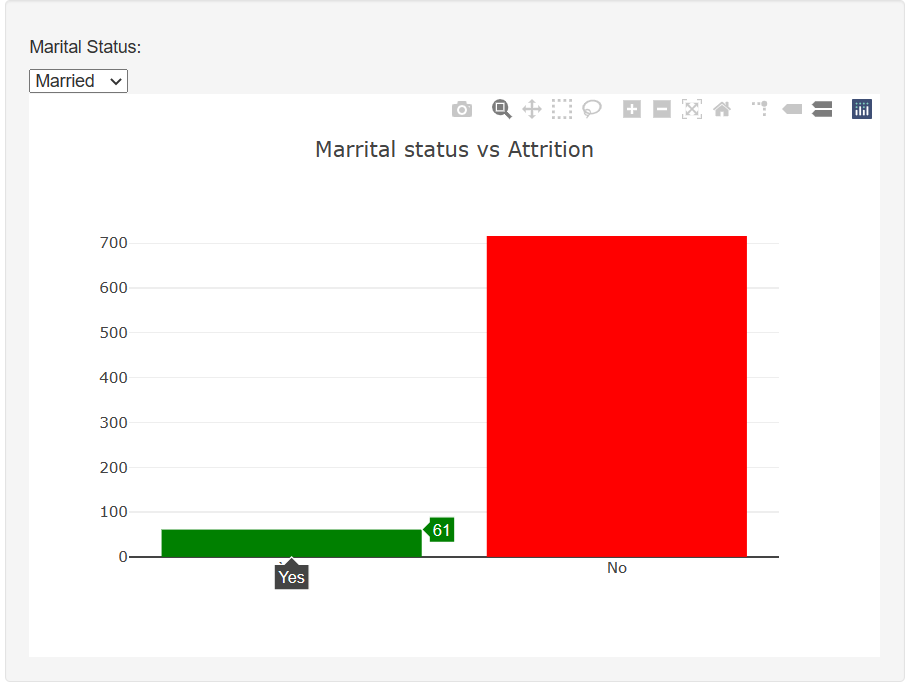 Marital Status:
Married
Marrital status vs Attrition
700
600
500
400
300
200
100
0
61
Yes
No